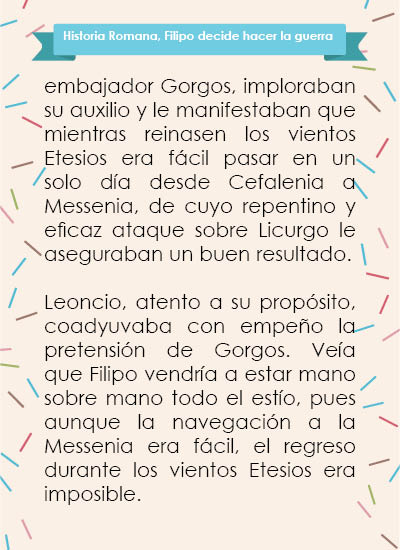 Historia Romana, Filipo decide hacer la guerra
embajador Gorgos, imploraban
su auxilio y le manifestaban que
mientras reinasen los vientos
Etesios era fácil pasar en un
solo día desde Cefalenia a
Messenia, de cuyo repentino y
eficaz ataque sobre Licurgo le
aseguraban un buen resultado.
Leoncio, atento a su propósito,
coadyuvaba con empeño la
pretensión de Gorgos. Veía
que Filipo vendría a estar mano
sobre mano todo el estío, pues
aunque la navegación a la
Messenia era fácil, el regreso
durante los vientos Etesios era
imposible.